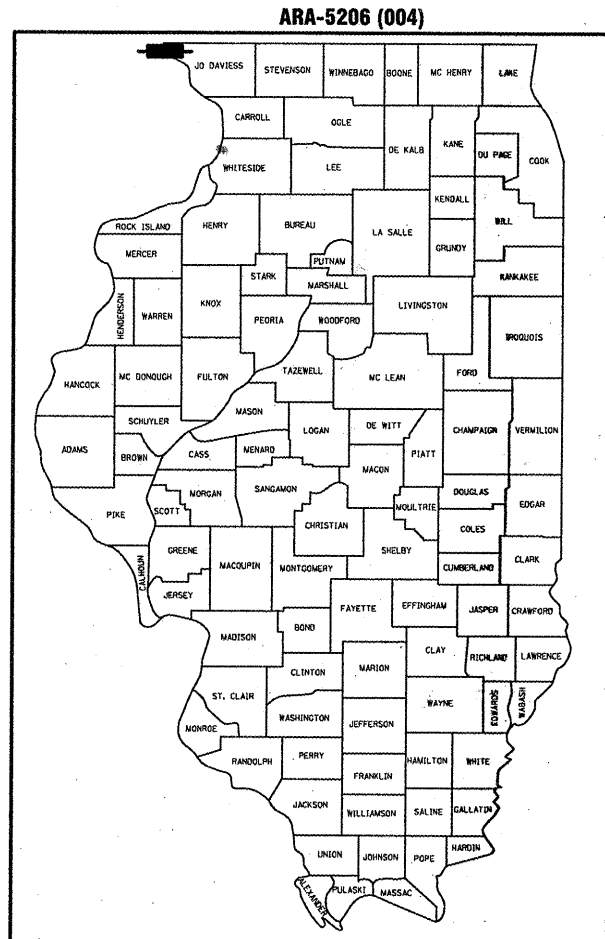 ARA-5206 (004)
JO DAVIESS STEVENSON WINNEBAGO BOONE MC HENRY LAKE
CARROLL OGLE
DE KALB KANE DU PAGE COOK
WHITESIDE LEE
KENDALL
ROCK ISLAND HENRY BUREAU LA SALLE WILL
MERCER PUTNAM GRUNDY
STARK MARSHALL KANKAKEE
HENDERSON WARREN KNOX PEORIA WOODFORD LIVINGSTON
IROQUOIS
HANCOCK MC DONOUGH FULTON TAZEWELL MC LEAN FORD
MASON
SCHUYLER LOGAN DE WITT CHAMPAIGN VERMILION
ADAMS BROWN CASS MENARD MACON PIATT
MORGAN SANGAMON DOUGLAS
PIKE SCOTT CHRISTIAN MOULTRIE EDGAR
COLES
GREENE MACOUPIN MONTGOMERY SHELBY CLARK
CALHOUN CUMBERLAND
JERSEY FAYETTE EFFINGHAM JASPER CRAWFORD
MADISON BOND
CLAY RICHLAND LAWRENCE
CLINTON MARION
ST. CLAIR WAYNE EDWARDS WABASH
WASHINGTON JEFFERSON
MONROE
RANDOLPH PERRY HAMILTON WHITE
FRANKLIN
JACKSON WILLIAMSON SALINE GALLATIN
UNION JOHNSON POPE HARDIN
ALEXANDER PULASKI MASSAC